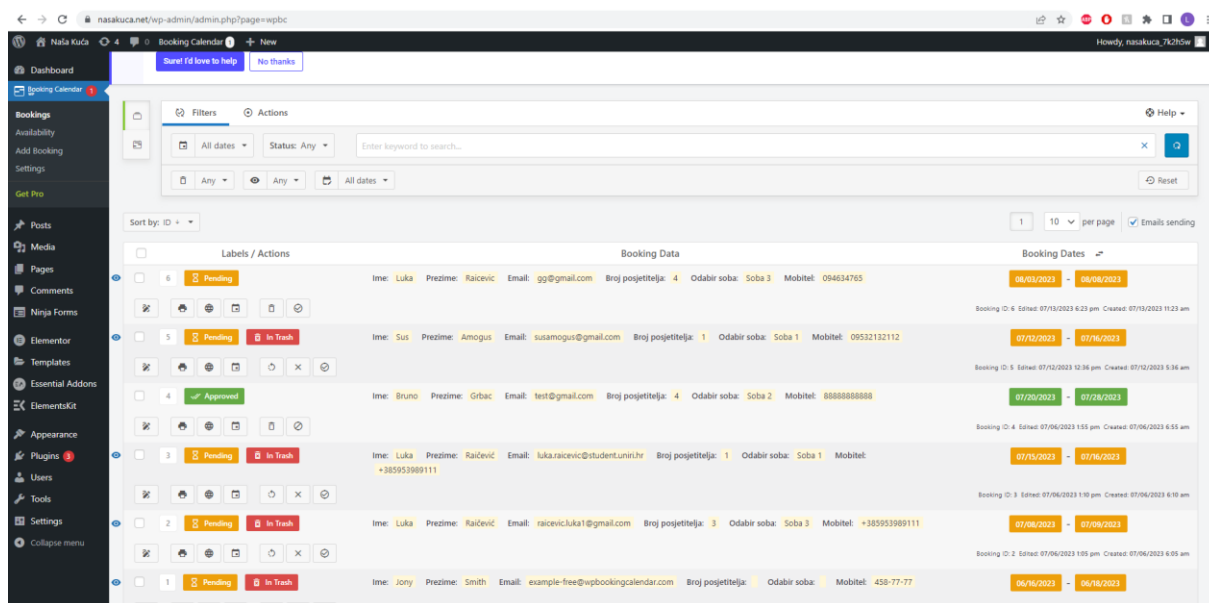 nasakuca.net/wp-admin/admin.php?page=wpbc
Naša Kuća 4 0 Booking Calendar 1 + New Howdy, nasakuca_7k2h5w
Dashboard
Booking Calendar 1
Bookings
Availability
Add Booking
Settings
Get Pro
Posts
Media
Pages
Comments
Ninja Forms
Elementor
Templates
Essential Addons
ElementsKit
Appearance
Plugins 3
Users
Tools
Settings
Collapse menu
Sure! I'd love to help No thanks
Filters Actions Help
All dates Status: Any Enter keyword to search...
Any Any All dates Reset
Sort by: ID 1 10 per page Emails sending
Labels / Actions Booking Data Booking Dates
6 Pending Ime: Luka Prezime: Raicevic Email: gg@gmail.com Broj posjetitelja: 4 Odabir soba: Soba 3 Mobitel: 094634765 08/03/2023 - 08/08/2023
Booking ID: 6 Edited: 07/13/2023 6:23 pm Created: 07/13/2023 11:23 am
5 Pending In Trash Ime: Sus Prezime: Amogus Email: susamogus@gmail.com Broj posjetitelja: 1 Odabir soba: Soba 1 Mobitel: 09532132112 07/12/2023 - 07/16/2023
Booking ID: 5 Edited: 07/12/2023 12:36 pm Created: 07/12/2023 5:36 am
4 Approved Ime: Bruno Prezime: Grbac Email: test@gmail.com Broj posjetitelja: 4 Odabir soba: Soba 2 Mobitel: 88888888888 07/20/2023 - 07/28/2023
Booking ID: 4 Edited: 07/06/2023 1:55 pm Created: 07/06/2023 6:55 am
3 Pending In Trash Ime: Luka Prezime: Raičević Email: luka.raicevic@student.uniri.hr Broj posjetitelja: 1 Odabir soba: Soba 1 Mobitel: 07/15/2023 - 07/16/2023
+385953989111
Booking ID: 3 Edited: 07/06/2023 1:10 pm Created: 07/06/2023 6:10 am
2 Pending In Trash Ime: Luka Prezime: Raičević Email: raicevic.luka1@gmail.com Broj posjetitelja: 3 Odabir soba: Soba 3 Mobitel: +385953989111 07/08/2023 - 07/09/2023
Booking ID: 2 Edited: 07/06/2023 1:05 pm Created: 07/06/2023 6:05 am
1 Pending In Trash Ime: Jony Prezime: Smith Email: example-free@wpbookingcalendar.com Broj posjetitelja: Odabir soba: Mobitel: 458-77-77 06/16/2023 - 06/18/2023